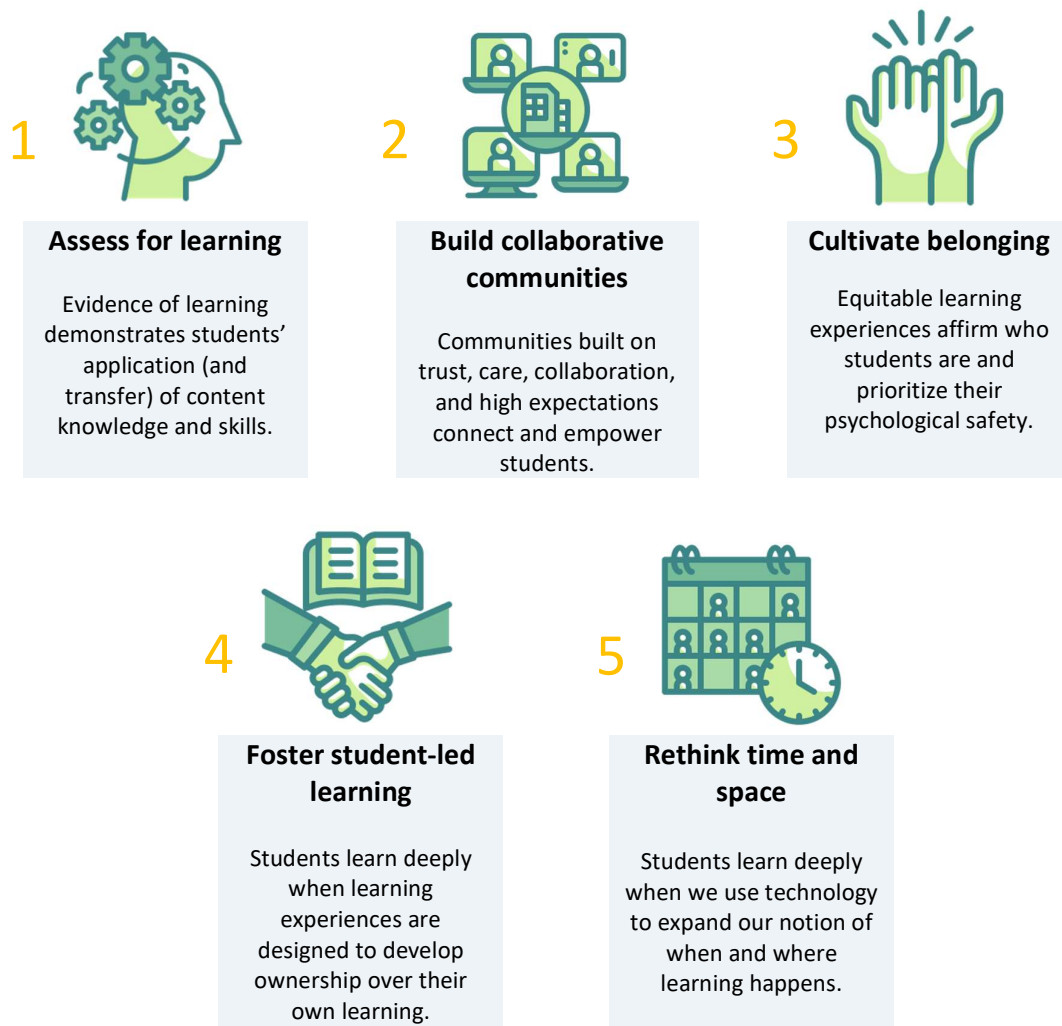 1
Assess for learning
Evidence of learning
demonstrates students’
application (and
transfer) of content
knowledge and skills.
2
Build collaborative
communities
Communities built on
trust, care, collaboration,
and high expectations
connect and empower
students.
3
Cultivate belonging
Equitable learning
experiences affirm who
students are and
prioritize their
psychological safety.
4
Foster student-led
learning
Students learn deeply
when learning
experiences are
designed to develop
ownership over their
own learning.
5
Rethink time and
space
Students learn deeply
when we use technology
to expand our notion of
when and where
learning happens.